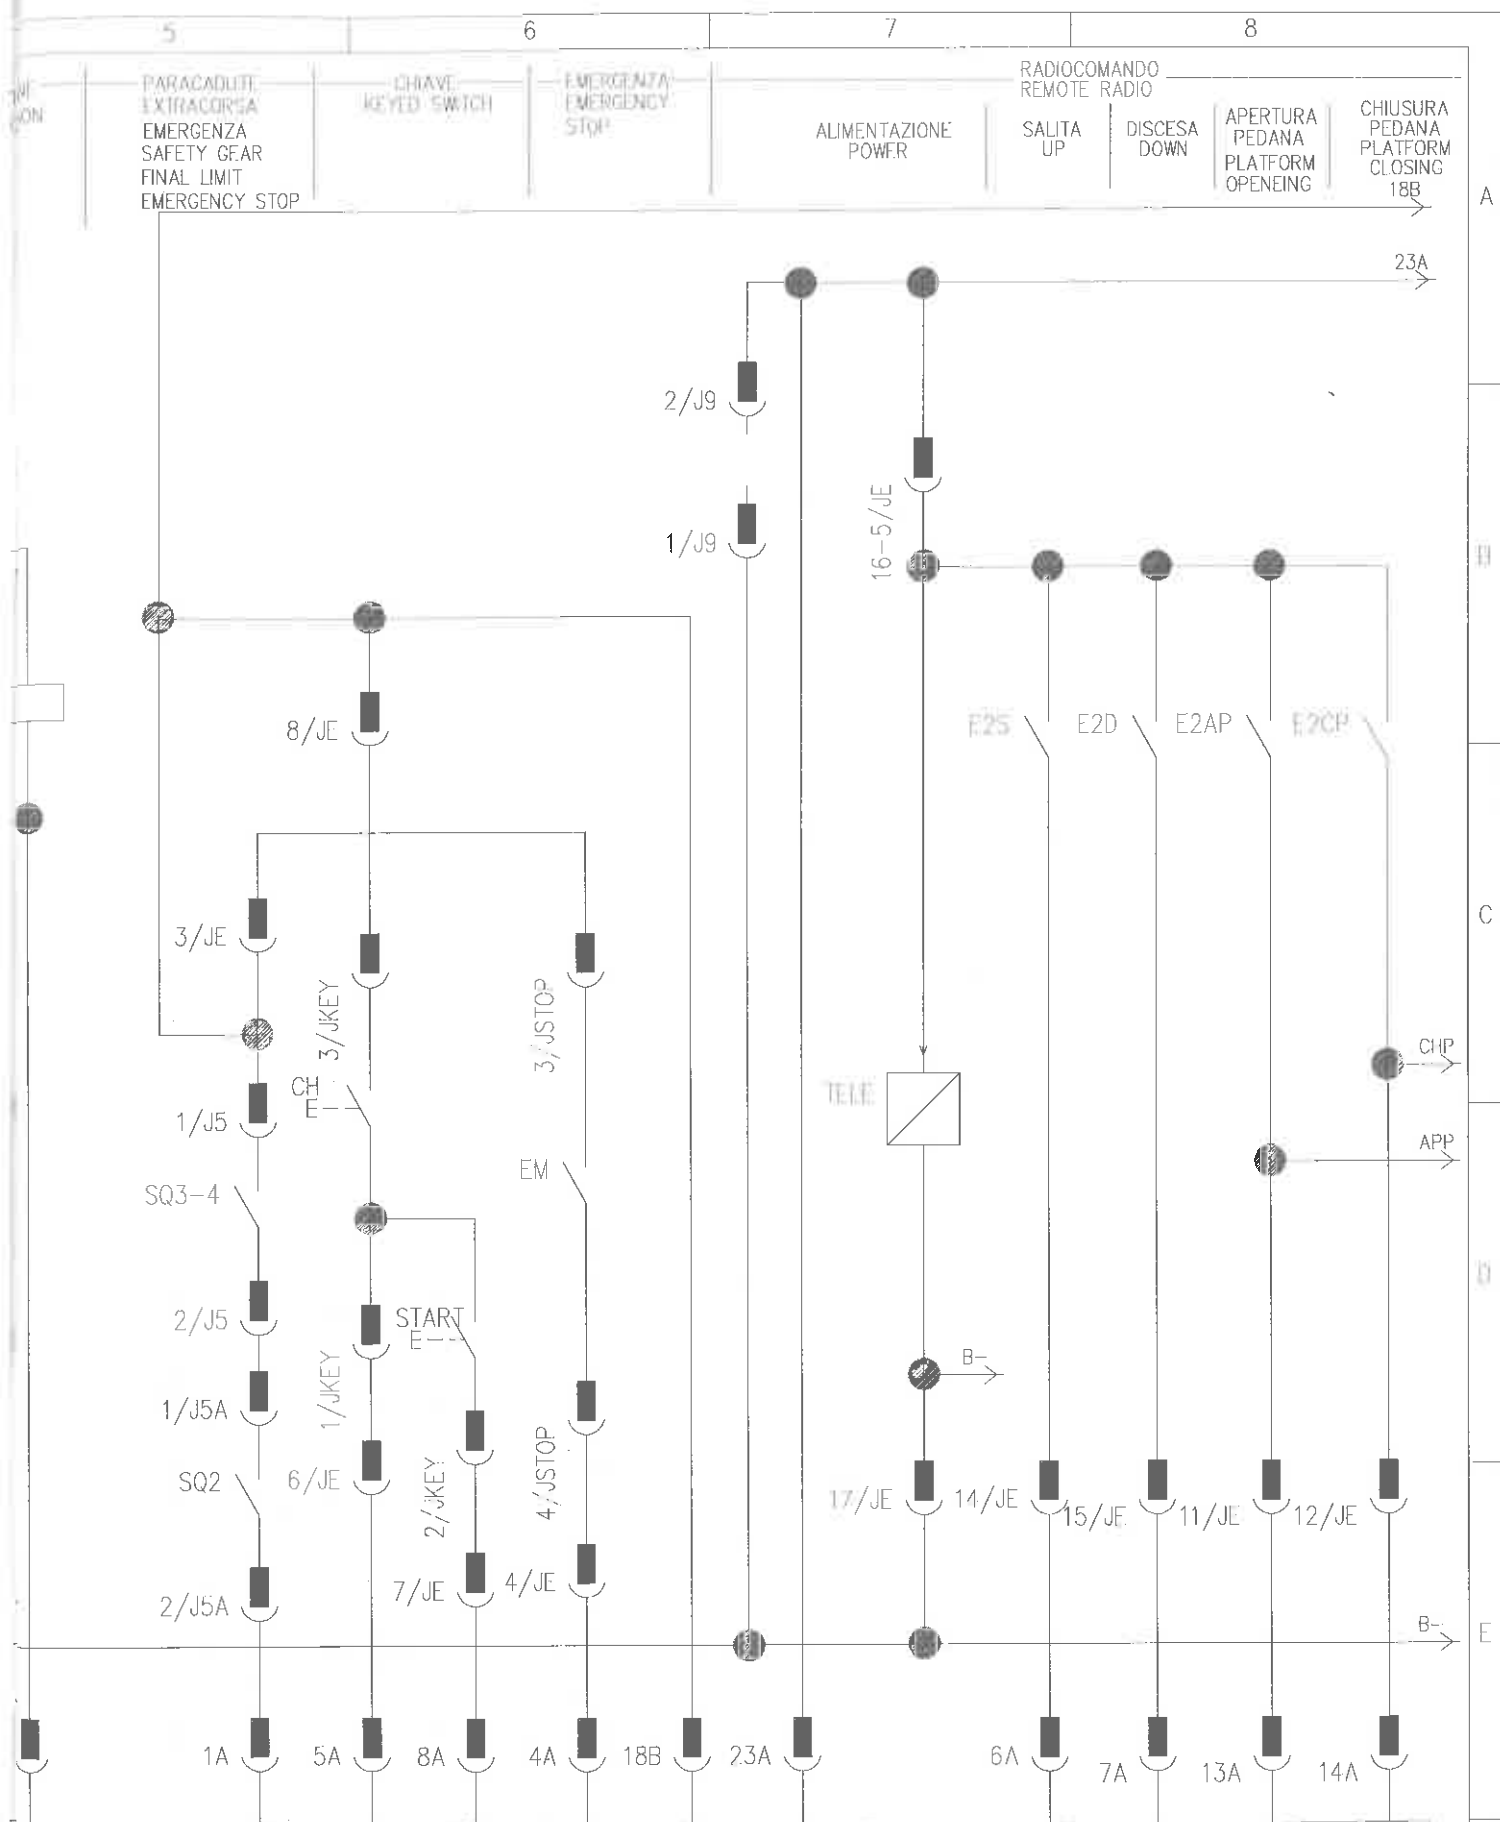 5
6
7
8
PARACADUTE
EXTRACORSA
EMERGENZA
SAFETY GEAR
FINAL LIMIT
EMERGENCY STOP
CHIAVE
KEYED SWITCH
EMERGENZA
EMERGENCY
STOP
RADIOCOMANDO
REMOTE RADIO
ALIMENTAZIONE
POWER
SALITA
UP
DISCESA
DOWN
APERTURA
PEDANA
PLATFORM
OPENEING
CHIUSURA
PEDANA
PLATFORM
CLOSING
18B
A
23A
2/J9
1/J9
16-5/JE
B
8/JE
E2S
E2D
E2AP
E2CP
3/JE
3/JKEY
3/JSTOP
C
CHP
CH
E
TELE
1/J5
APP
EM
SQ3-4
D
2/J5
START
E
1/JKEY
B-
1/J5A
SQ2
6/JE
2/JKEY
4/JSTOP
17/JE
14/JE
15/JE
11/JE
12/JE
7/JE
4/JE
2/J5A
B-
E
1A
5A
8A
4A
18B
23A
6A
7A
13A
14A